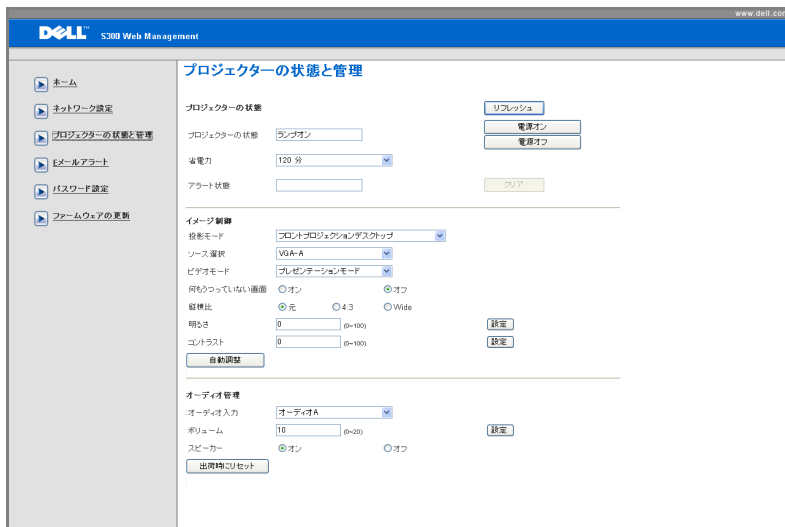 www.dell.com
DELL™ S300 Web Management
プロジェクターの状態と管理
ホーム
ネットワーク設定
プロジェクターの状態と管理
Eメールアラート
パスワード設定
ファームウェアの更新
プロジェクターの状態 リフレッシュ
電源オン
プロジェクターの状態 ランプオン
電源オフ
省電力 120 分
アラート状態 クリア
イメージ制御
投影モード フロントプロジェクションデスクトップ
ソース選択 VGA-A
ビデオモード プレゼンテーションモード
何もうつっていない画面 オン オフ
縦横比 元 4:3 Wide
明るさ 0 (0~100) 設定
コントラスト 0 (0~100) 設定
自動調整
オーディオ管理
:オーディオ入力 オーディオA
ボリューム 10 (0~20) 設定
スピーカー オン オフ
出荷時にリセット